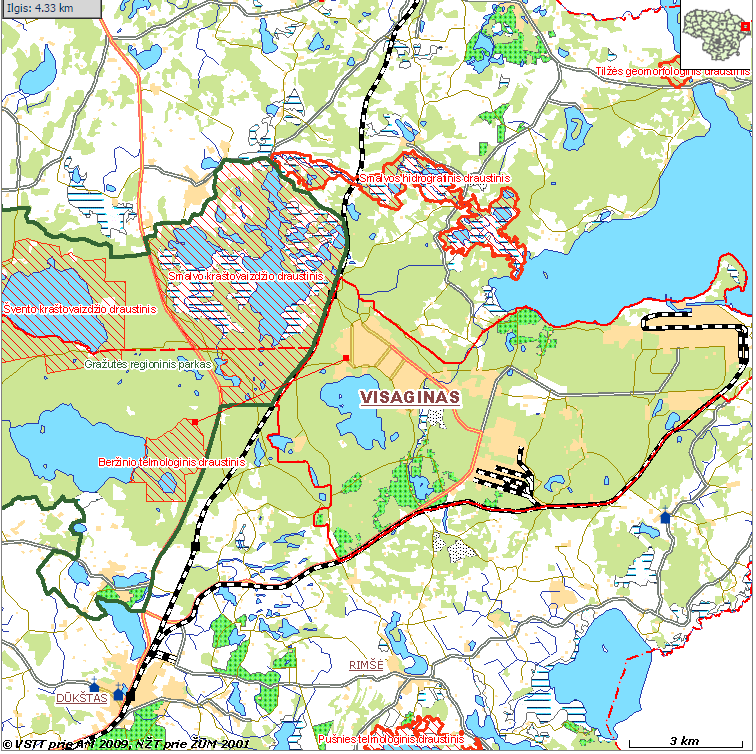 Ilgis: 4.33 km
Tilžės geomorfologinis draustinis
Smalvos hidrografinis draustinis
Smalvo kraštovaizdžio draustinis
Švento kraštovaizdžio draustinis
Gražutės regioninis parkas
VISAGINAS
Beržinio telmologinis draustinis
RIMŠĖ
DŪKŠTAS
Pušnies telmologinis draustinis
3 km
© VSTT prie AM 2009, NŽT prie ŽŪM 2001